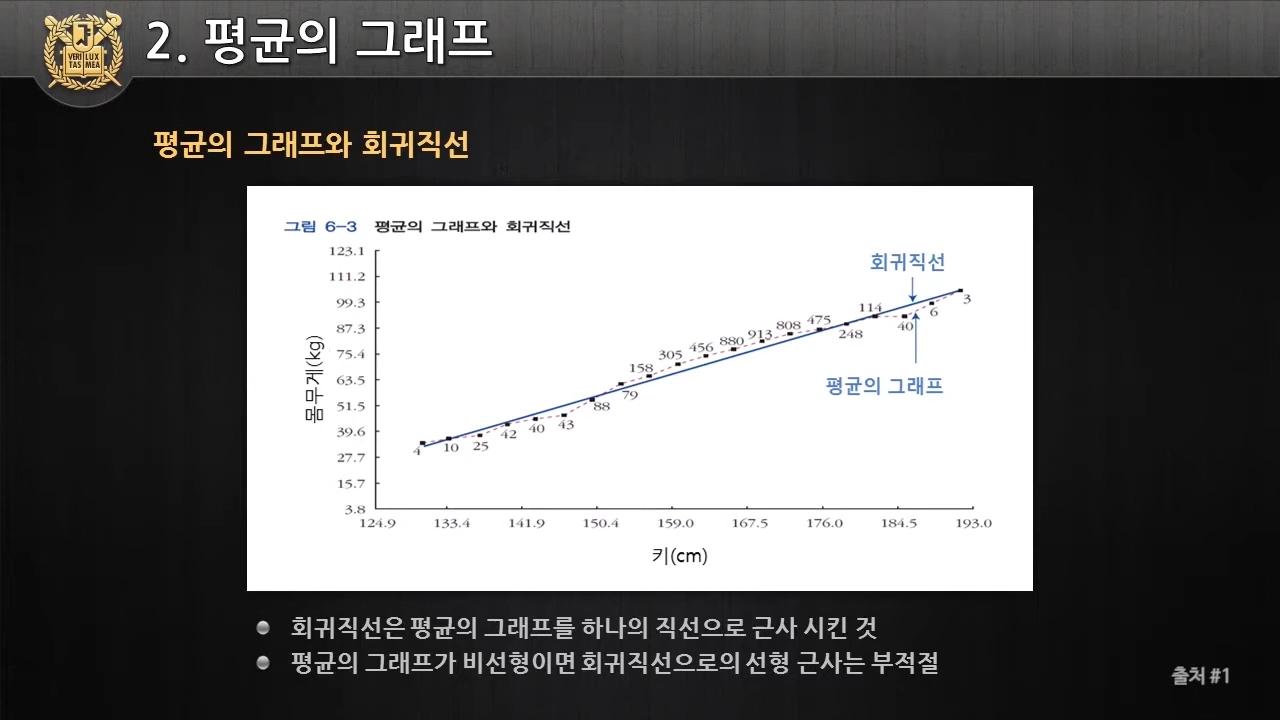 VERI LUX
TAS MEA
2. 평균의 그래프
평균의 그래프와 회귀직선
그림 6-3 평균의 그래프와 회귀직선
123.1
111.2
99.3
87.3
75.4
63.5
51.5
39.6
27.7
15.7
3.8
몸무게(kg)
회귀직선
평균의 그래프
4
10
25
42
40
43
88
79
158
305
456
880
913
808
475
248
114
40
6
3
124.9 133.4 141.9 150.4 159.0 167.5 176.0 184.5 193.0
키(cm)
회귀직선은 평균의 그래프를 하나의 직선으로 근사 시킨 것
평균의 그래프가 비선형이면 회귀직선으로의 선형 근사는 부적절
출처 #1